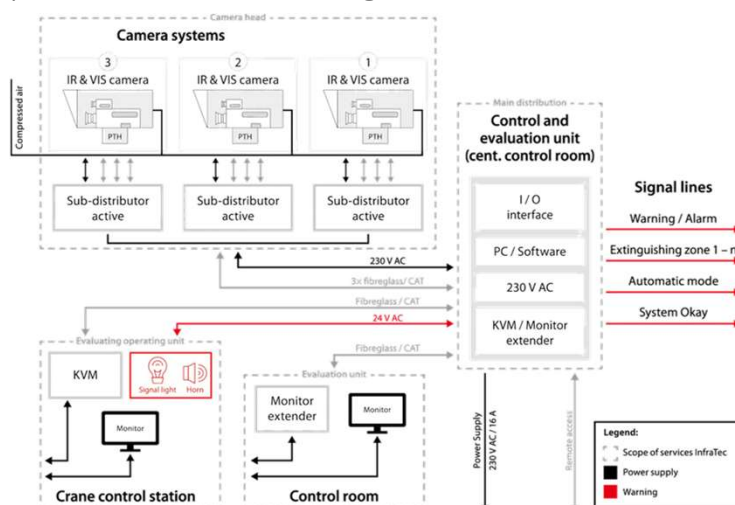 Camera head
Camera systems
3
2
1
IR & VIS camera
IR & VIS camera
IR & VIS camera
PTH
PTH
PTH
Compressed air
Sub-distributor
active
Sub-distributor
active
Sub-distributor
active
Main distribution
Control and
evaluation unit
(cent. control room)
I / O
interface
PC / Software
230 V AC
KVM / Monitor
extender
Signal lines
Warning / Alarm
Extinguishing zone 1 –
Automatic mode
System Okay
230 V AC
3x fibreglass/ CAT
Fibreglass / CAT
24 V AC
Fibreglass / CAT
Evaluating operating unit
KVM
Signal light
Horn
Monitor
Crane control station
Evaluation unit
Monitor
extender
Monitor
Control room
Power Supply
230 V AC / 16 A
Remote access
Legend:
Scope of services InfraTec
Power supply
Warning